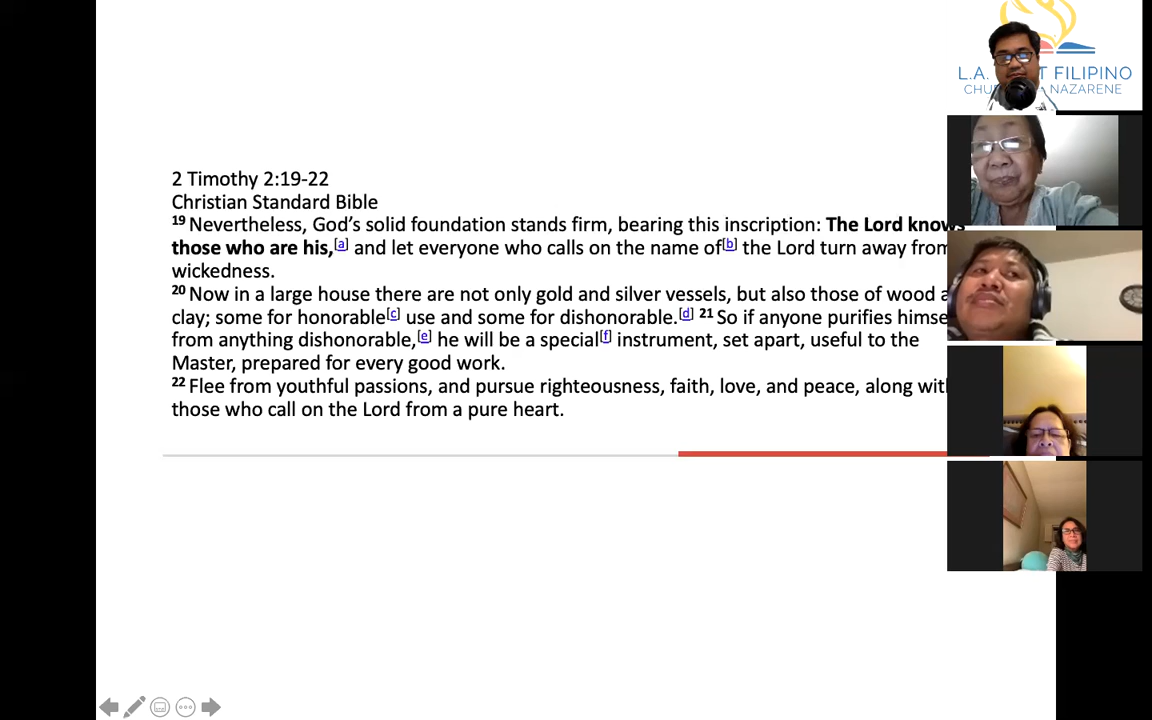 2 Timothy 2:19-22
Christian Standard Bible
19 Nevertheless, God's solid foundation stands firm, bearing this inscription: The Lord knows
those who are his,[a] and let everyone who calls on the name of[b] the Lord turn away from
wickedness.
20 Now in a large house there are not only gold and silver vessels, but also those of wood
clay; some for honorable[c] use and some for dishonorable.[d] 21 So if anyone purifies
from anything dishonorable,[e] he will be a special[f] instrument, set apart, useful to the
Master, prepared for every good work.
22 Flee from youthful passions, and pursue righteousness, faith, love, and peace, along with
those who call on the Lord from a pure heart.
L.A. FILIPINO
NAZARENE